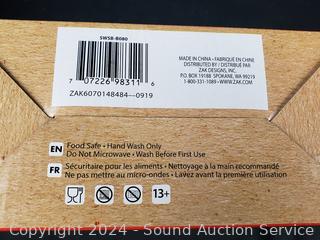 SWSB-B080
7 07226 98311 6
ZAK6070148484--0919
MADE IN CHINA • FABRIQUÉ EN CHINE
DISTRIBUTED BY / DISTRIBUÉ PAR
ZAK DESIGNS, INC.
P.O. BOX 19188 SPOKANE, WA 99219
1-800-331-1089 • WWW.ZAK.COM
EN Food Safe • Hand Wash Only
Do Not Microwave • Wash Before First Use
FR Sécuritaire pour les aliments • Nettoyage à la main recommandé
Ne pas mettre au micro-ondes • Lavez avant la première utilisation
13+
Copyright 2024 - Sound Auction Service